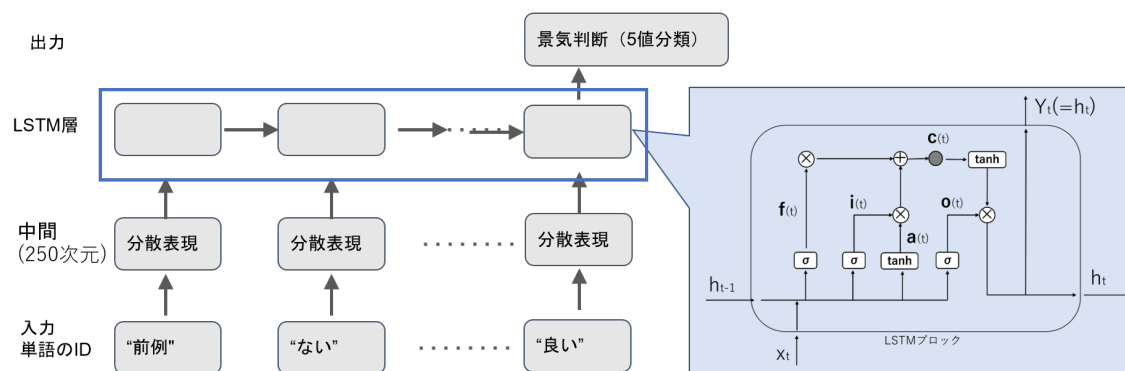 出力
景気判断（5値分類）
LSTM層
中間
(250次元)
分散表現
分散表現
分散表現
入力
単語のID
“前例"
“ない”
“良い”
Yt(=ht)
c(t)
tanh
f(t)
i(t)
o(t)
a(t)
σ
σ
tanh
σ
ht-1
ht
LSTMブロック
Xt